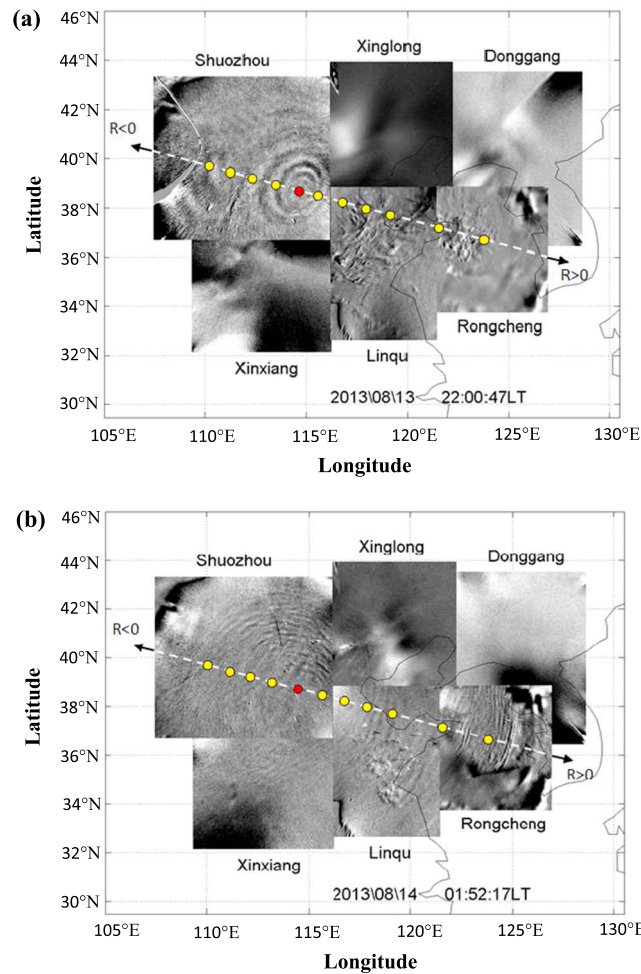 (a)
46°N
44°N
42°N
40°N
38°N
36°N
34°N
32°N
30°N
Latitude
Shuozhou
Xinglong
Donggang
R<0
R>0
Xinxiang
Linqu
Rongcheng
2013\08\13 22:00:47LT
105°E 110°E 115°E 120°E 125°E 130°E
Longitude
(b)
46°N
44°N
42°N
40°N
38°N
36°N
34°N
32°N
30°N
Latitude
Shuozhou
Xinglong
Donggang
R<0
R>0
Xinxiang
Linqu
Rongcheng
2013\08\14 01:52:17LT
105°E 110°E 115°E 120°E 125°E 130°E
Longitude